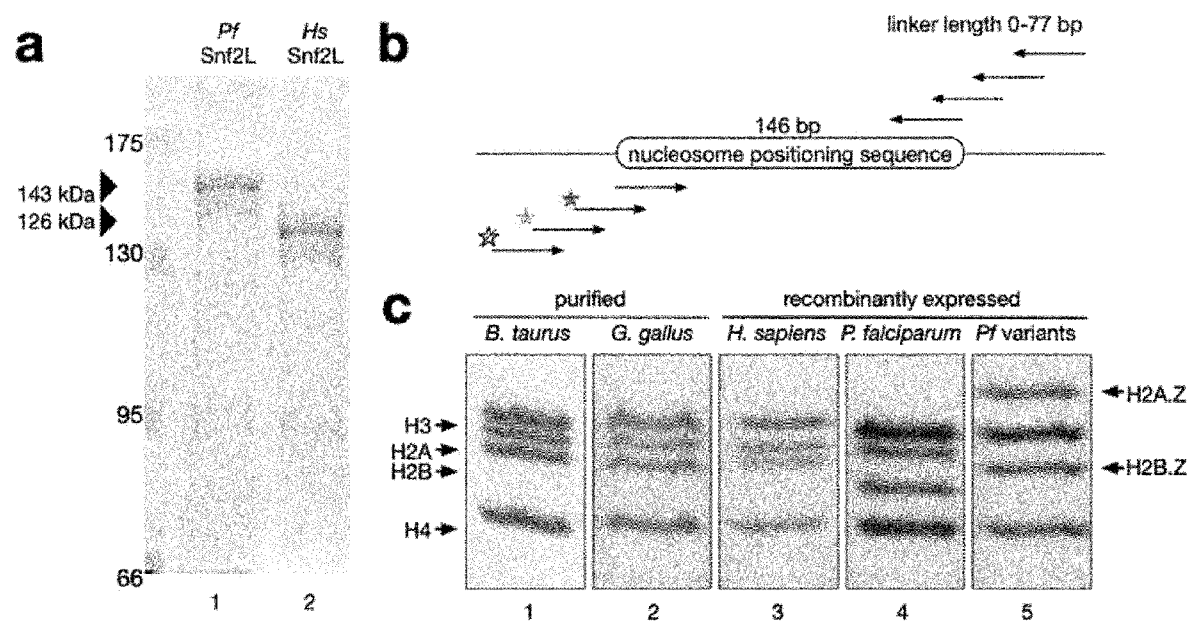 a
Pf Hs
Snf2L Snf2L
175
143 kDa
126 kDa
130
95
66
1 2
b
linker length 0-77 bp
146 bp
nucleosome positioning sequence
c
purified recombinantly expressed
B. taurus G. gallus H. sapiens P. falciparum Pf variants
H2A.Z
H3
H2A
H2B H2B.Z
H4
1 2 3 4 5